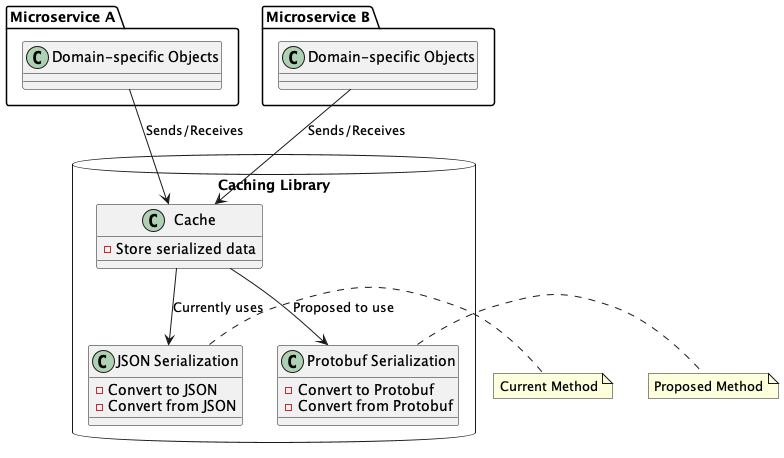 Microservice A
Microservice B
C Domain-specific Objects
C Domain-specific Objects
Sends/Receives
Sends/Receives
Caching Library
C Cache
Store serialized data
Currently uses
Proposed to use
C JSON Serialization
Convert to JSON
Convert from JSON
C Protobuf Serialization
Convert to Protobuf
Convert from Protobuf
Current Method
Proposed Method